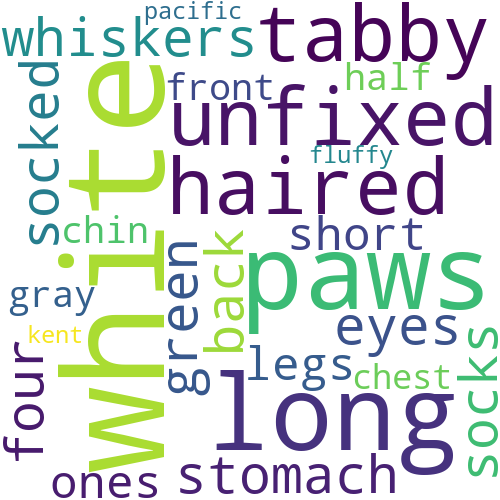 pacific
whiskers
tabby
socked
white
front
half
unfixed
fluffy
haired
chin
green
back
short
paws
gray
eyes
kent
four
legs
long
chest
socks
ones
stomach